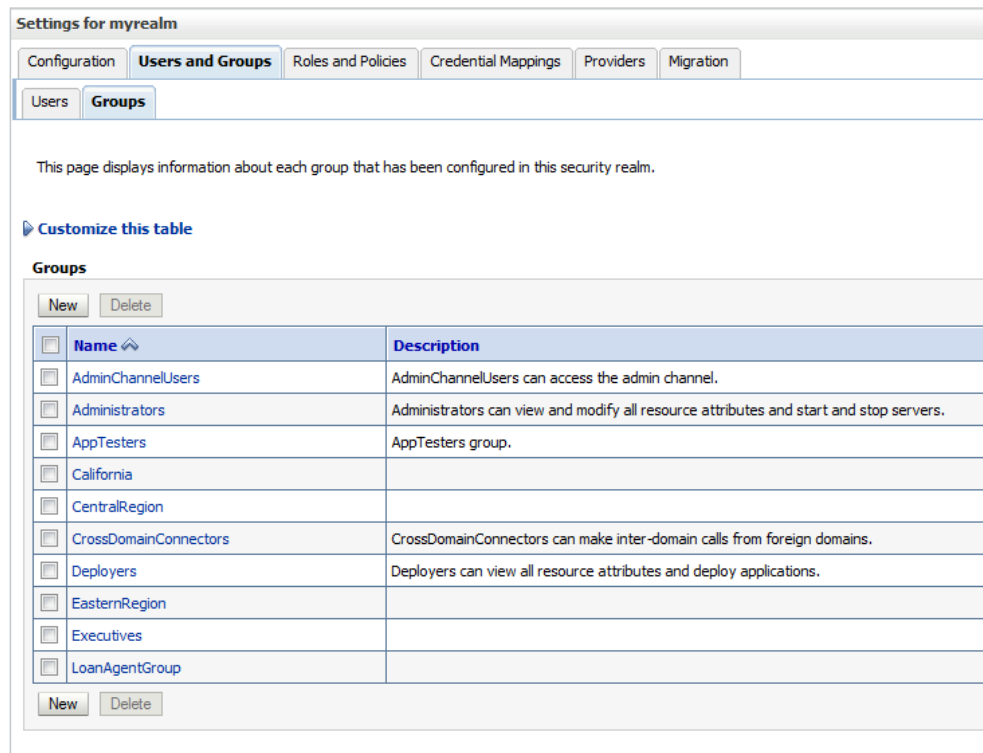 Settings for myrealm
Configuration Users and Groups Roles and Policies Credential Mappings Providers Migration
Users Groups
This page displays information about each group that has been configured in this security realm.
Customize this table
Groups
New Delete
Name Description
AdminChannelUsers AdminChannelUsers can access the admin channel.
Administrators Administrators can view and modify all resource attributes and start and stop servers.
AppTesters AppTesters group.
California
CentralRegion
CrossDomainConnectors CrossDomainConnectors can make inter-domain calls from foreign domains.
Deployers Deployers can view all resource attributes and deploy applications.
EasternRegion
Executives
LoanAgentGroup
New Delete